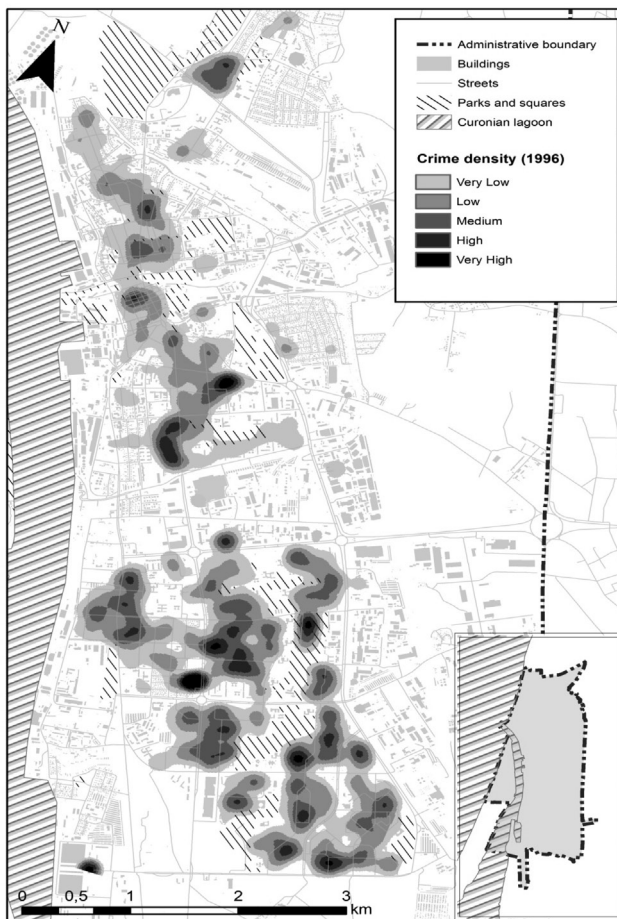 N
Administrative boundary
Buildings
Streets
Parks and squares
Curonian lagoon
Crime density (1996)
Very Low
Low
Medium
High
Very High
0 0,5 1 2 3
km